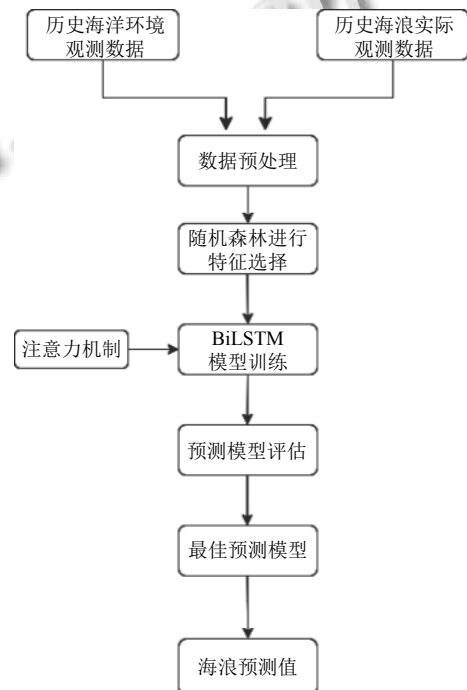 历史海洋环境
观测数据
历史海浪实际
观测数据
数据预处理
随机森林进行
特征选择
注意力机制
BiLSTM
模型训练
预测模型评估
最佳预测模型
海浪预测值